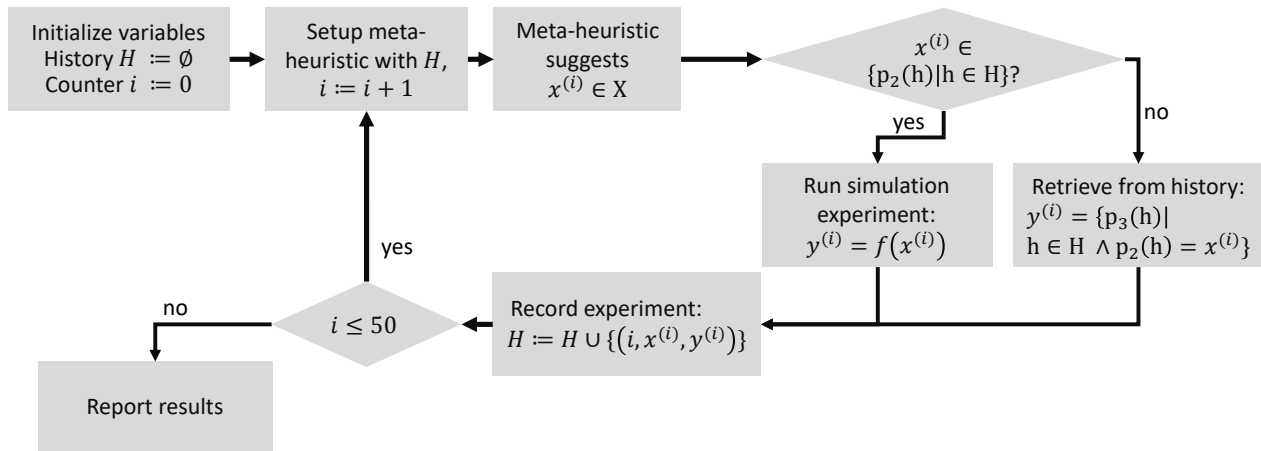 Initialize variables
History H ≔ ∅
Counter i ≔ 0
Setup meta-
heuristic with H,
i ≔ i + 1
Meta-heuristic
suggests
x⁽ⁱ⁾ ∈ X
x⁽ⁱ⁾ ∈
{p₂(h)|h ∈ H}?
yes
no
Run simulation
experiment:
y⁽ⁱ⁾ = f(x⁽ⁱ⁾)
Retrieve from history:
y⁽ⁱ⁾ = {p₃(h)|
h ∈ H ∧ p₂(h) = x⁽ⁱ⁾}
Record experiment:
H ≔ H ∪ {(i, x⁽ⁱ⁾, y⁽ⁱ⁾)}
i ≤ 50
yes
no
Report results